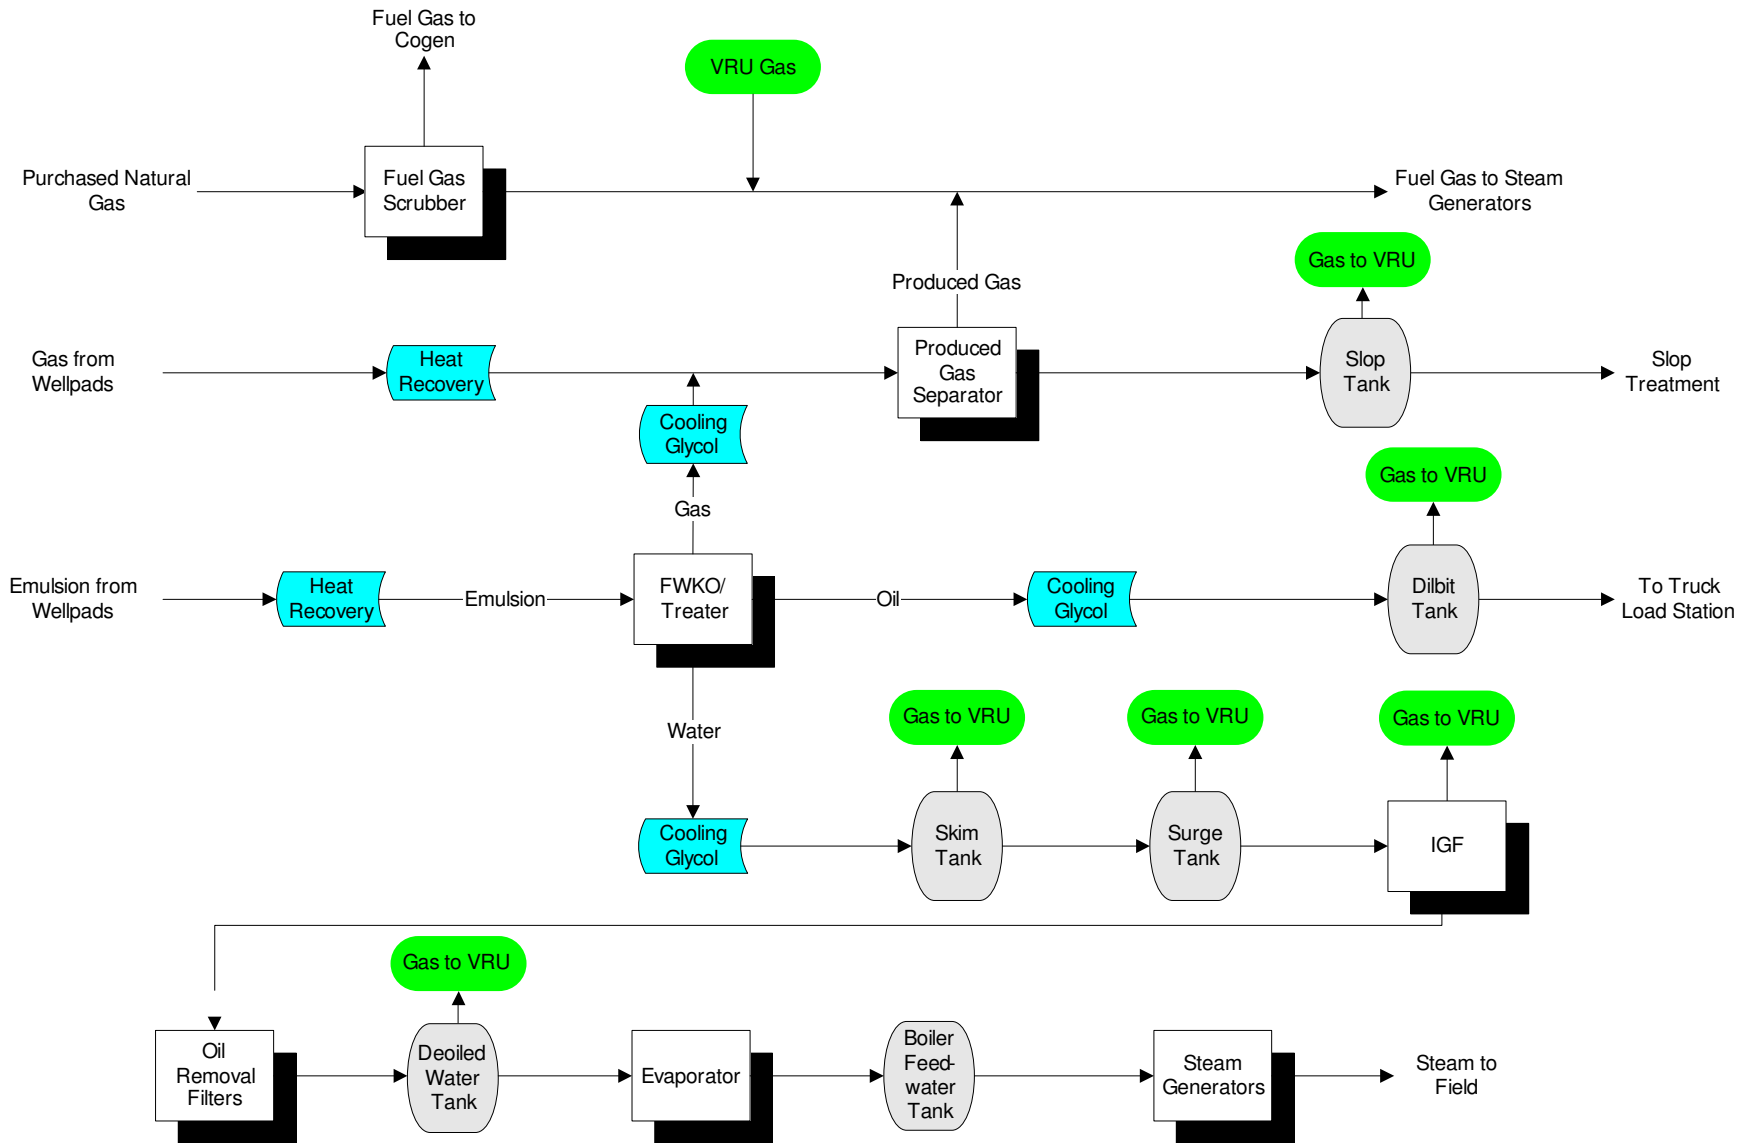 Fuel Gas to
Cogen
VRU Gas
Purchased Natural
Gas
Fuel Gas
Scrubber
Fuel Gas to Steam
Generators
Gas to VRU
Produced Gas
Gas from
Wellpads
Heat
Recovery
Produced
Gas
Separator
Slop
Tank
Slop
Treatment
Cooling
Glycol
Gas to VRU
Gas
Emulsion from
Wellpads
Heat
Recovery
Emulsion
FWKO/
Treater
Oil
Cooling
Glycol
Dilbit
Tank
To Truck
Load Station
Gas to VRU
Gas to VRU
Gas to VRU
Water
Cooling
Glycol
Skim
Tank
Surge
Tank
IGF
Gas to VRU
Oil
Removal
Filters
Deoiled
Water
Tank
Evaporator
Boiler
Feed-
water
Tank
Steam
Generators
Steam to
Field